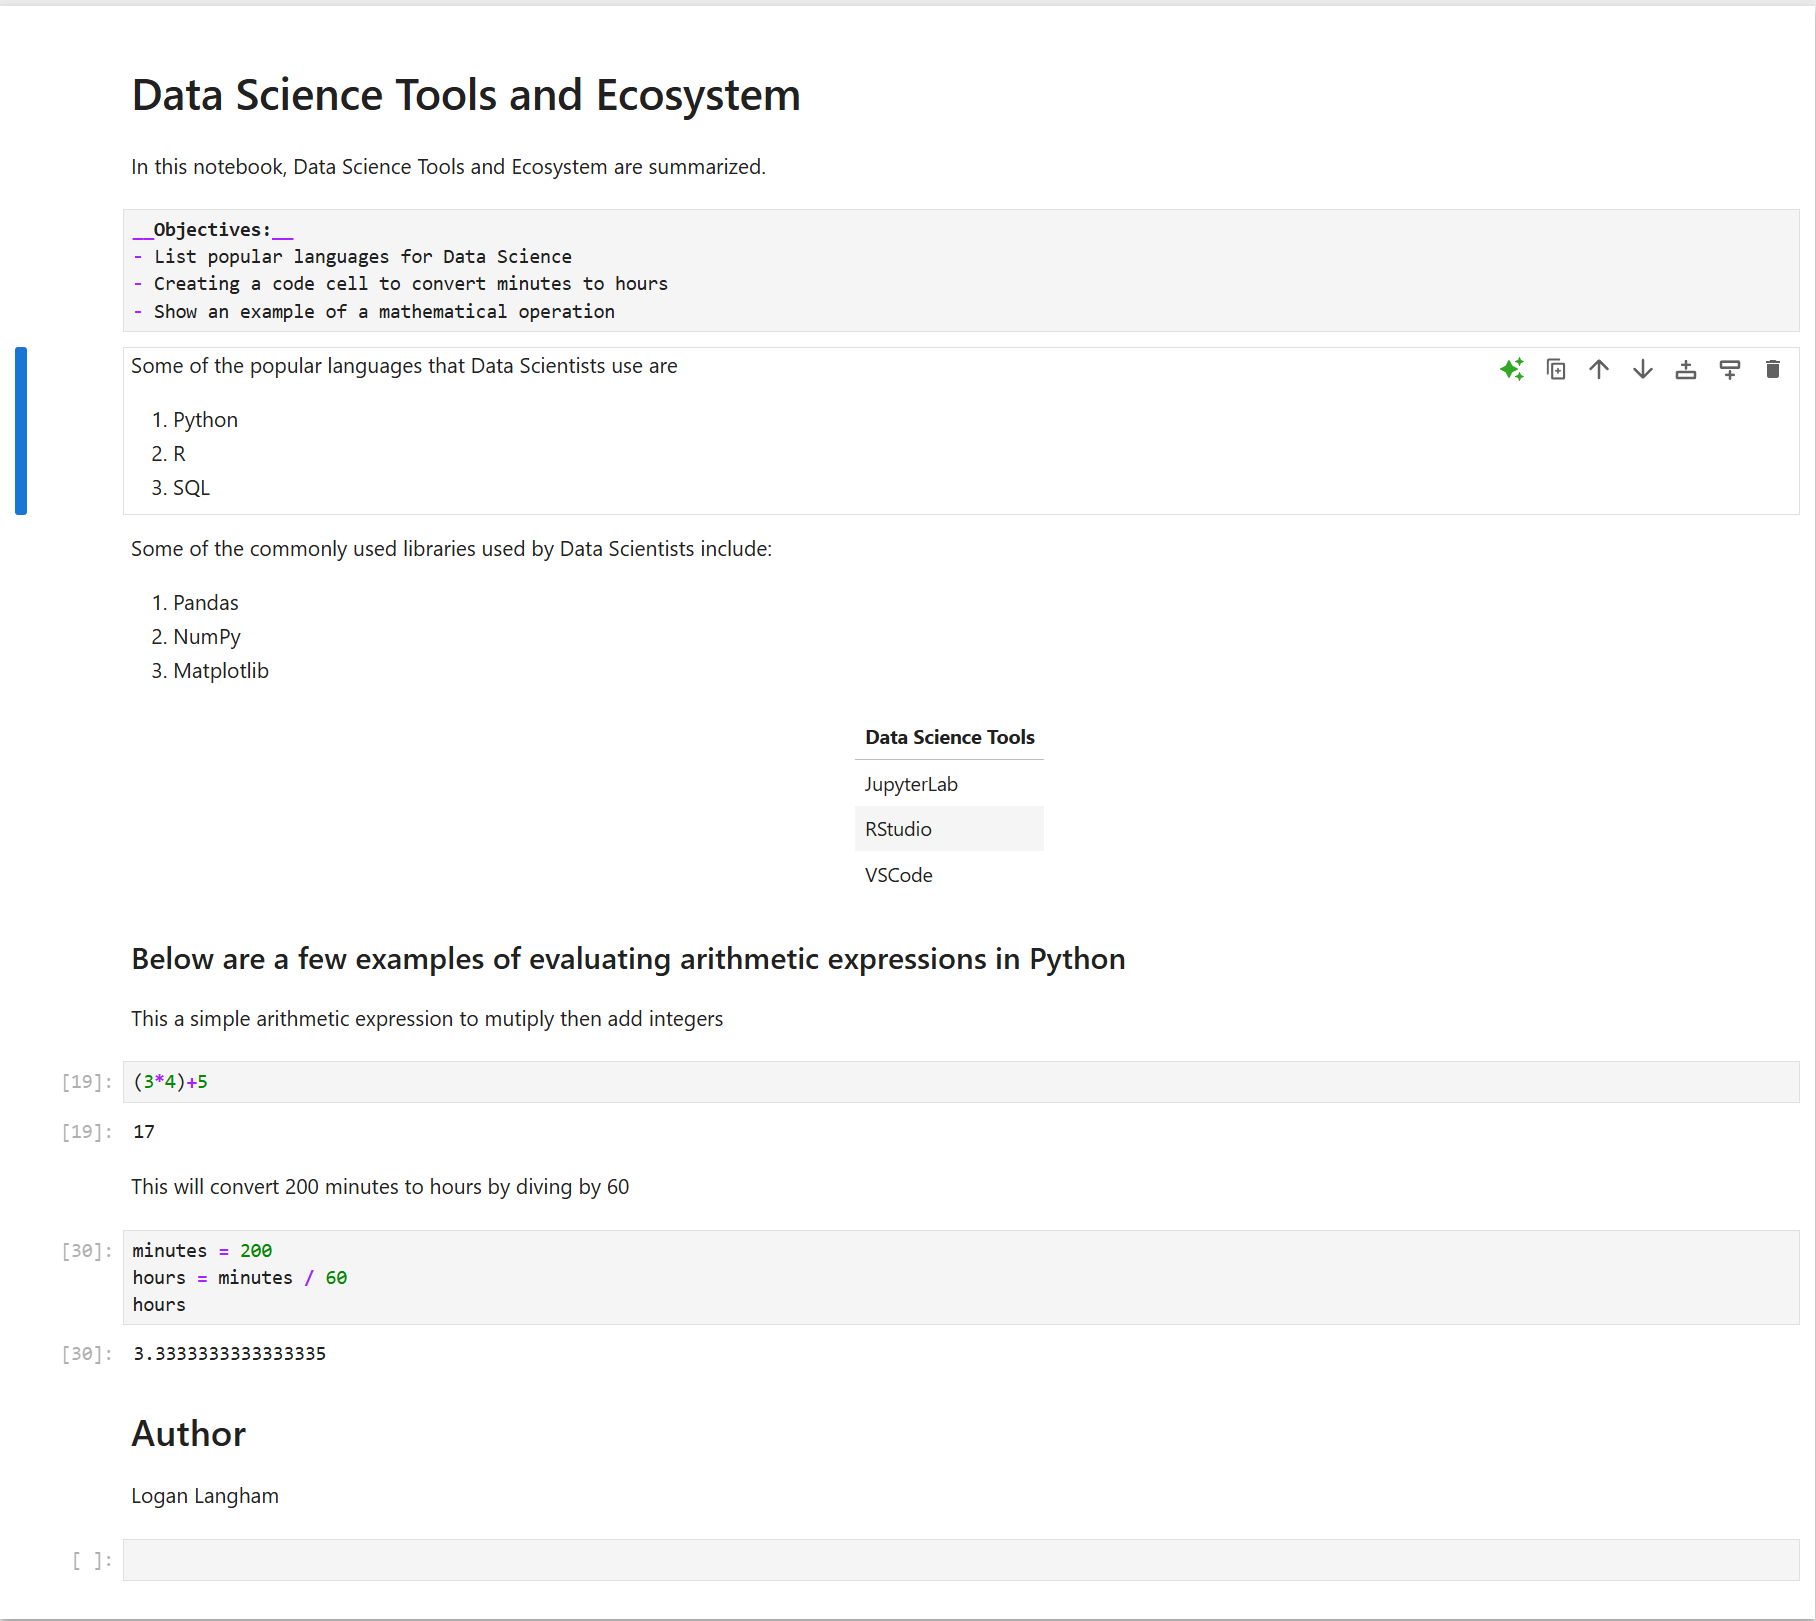 Data Science Tools and Ecosystem
In this notebook, Data Science Tools and Ecosystem are summarized.
__Objectives:__
- List popular languages for Data Science
- Creating a code cell to convert minutes to hours
- Show an example of a mathematical operation
Some of the popular languages that Data Scientists use are
1. Python
2. R
3. SQL
Some of the commonly used libraries used by Data Scientists include:
1. Pandas
2. NumPy
3. Matplotlib
Data Science Tools
JupyterLab
RStudio
VSCode
Below are a few examples of evaluating arithmetic expressions in Python
This a simple arithmetic expression to mutiply then add integers
[19]: (3*4)+5
[19]: 17
This will convert 200 minutes to hours by diving by 60
[30]: minutes = 200
hours = minutes / 60
hours
[30]: 3.3333333333333335
Author
Logan Langham
[ ]: